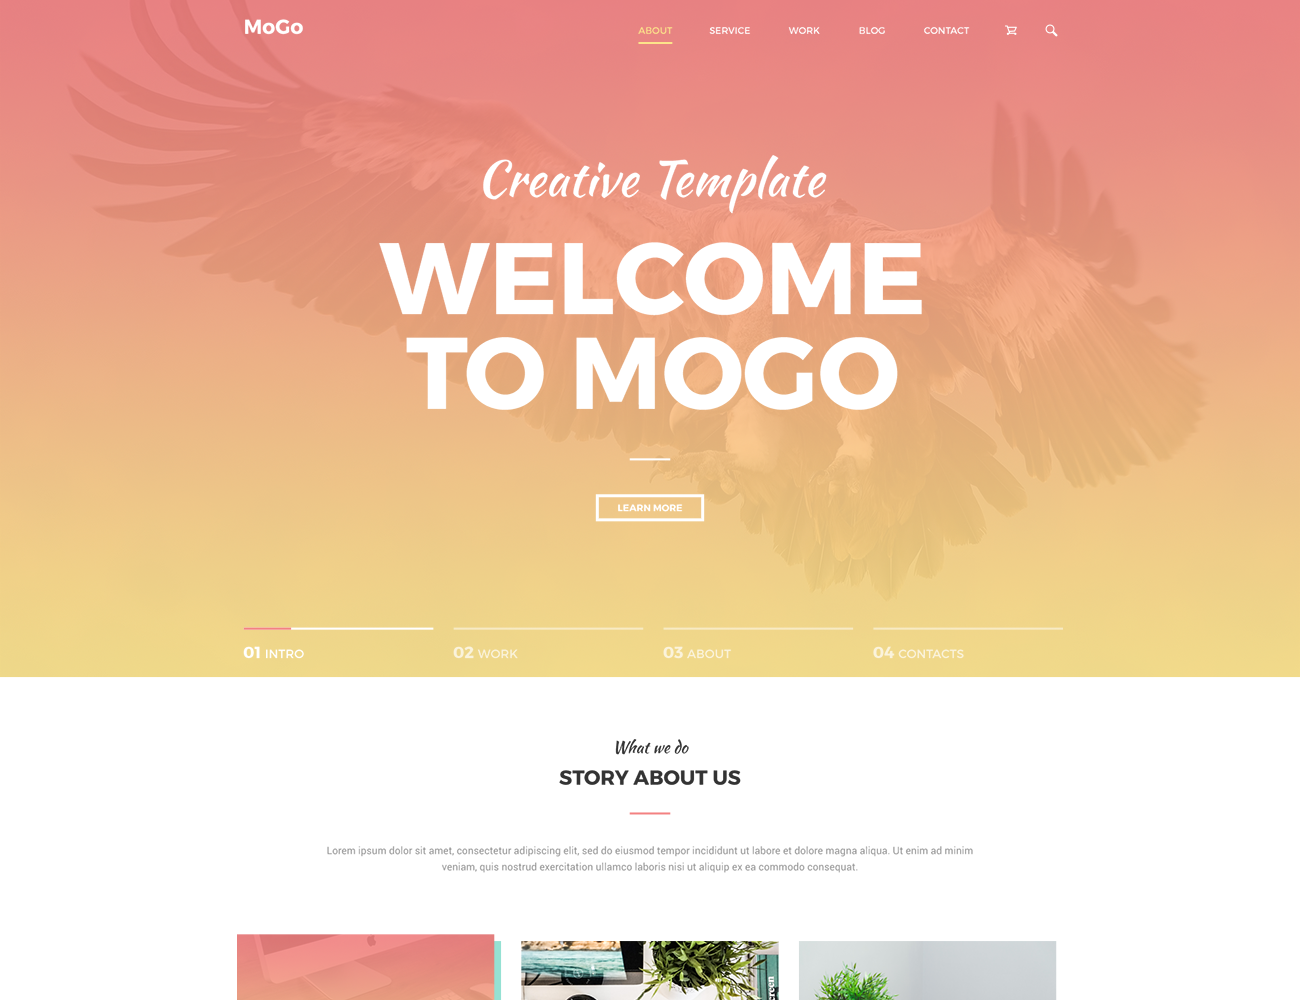 MoGo
ABOUT SERVICE WORK BLOG CONTACT
Creative Template
WELCOME
TO MOGO
LEARN MORE
01 INTRO
02 WORK
03 ABOUT
04 CONTACTS
What we do
STORY ABOUT US
Lorem ipsum dolor sit amet, consectetur adipiscing elit, sed do eiusmod tempor incididunt ut labore et dolore magna aliqua. Ut enim ad minim
veniam, quis nostrud exercitation ullamco laboris nisi ut aliquip ex ea commodo consequat.